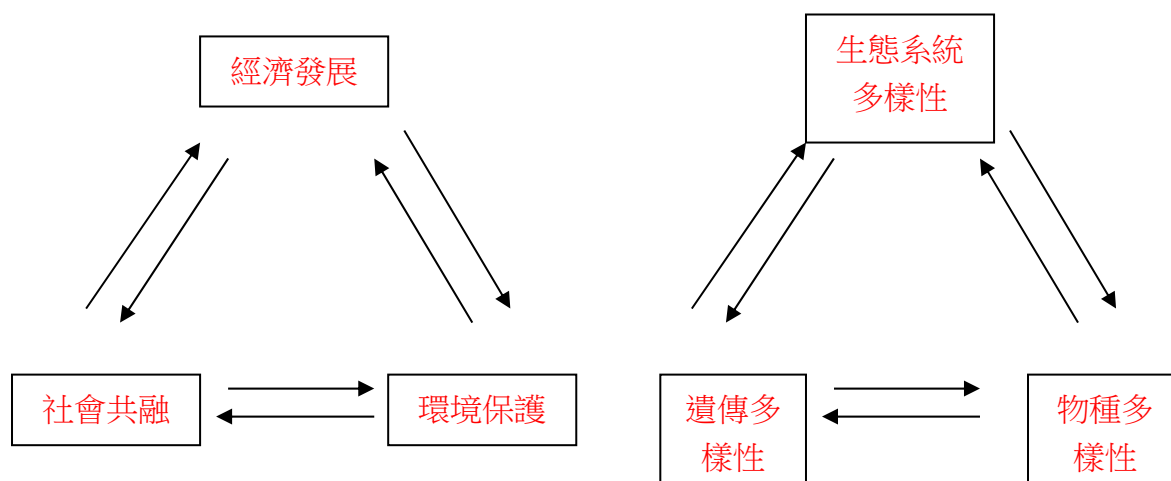 經濟發展
社會共融
環境保護
生態系統
多樣性
遺傳多
樣性
物種多
樣性